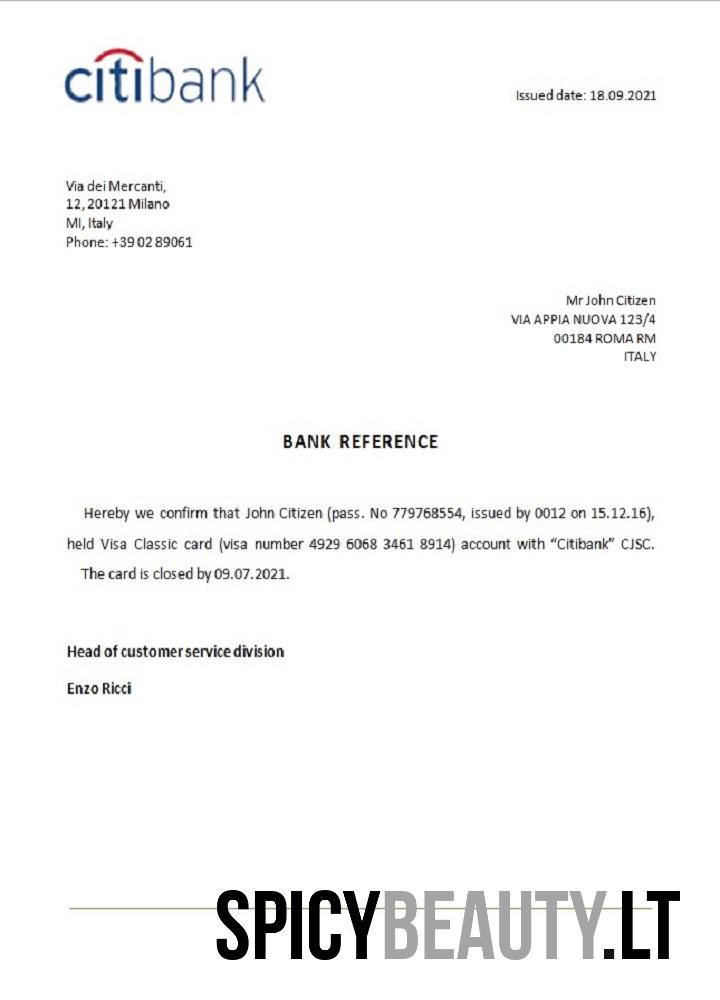 citibank
Issued date: 18.09.2021
Via dei Mercanti,
12, 20121 Milano
MI, Italy
Phone: +39 02 89061
Mr John Citizen
VIA APPIA NUOVA 123/4
00184 ROMA RM
ITALY
BANK REFERENCE
Hereby we confirm that John Citizen (pass. No 779768554, issued by 0012 on 15.12.16),
held Visa Classic card (visa number 4929 6068 3461 8914) account with “Citibank” CJSC.
The card is closed by 09.07.2021.
Head of customer service division
Enzo Ricci
SPICYBEAUTY.LT